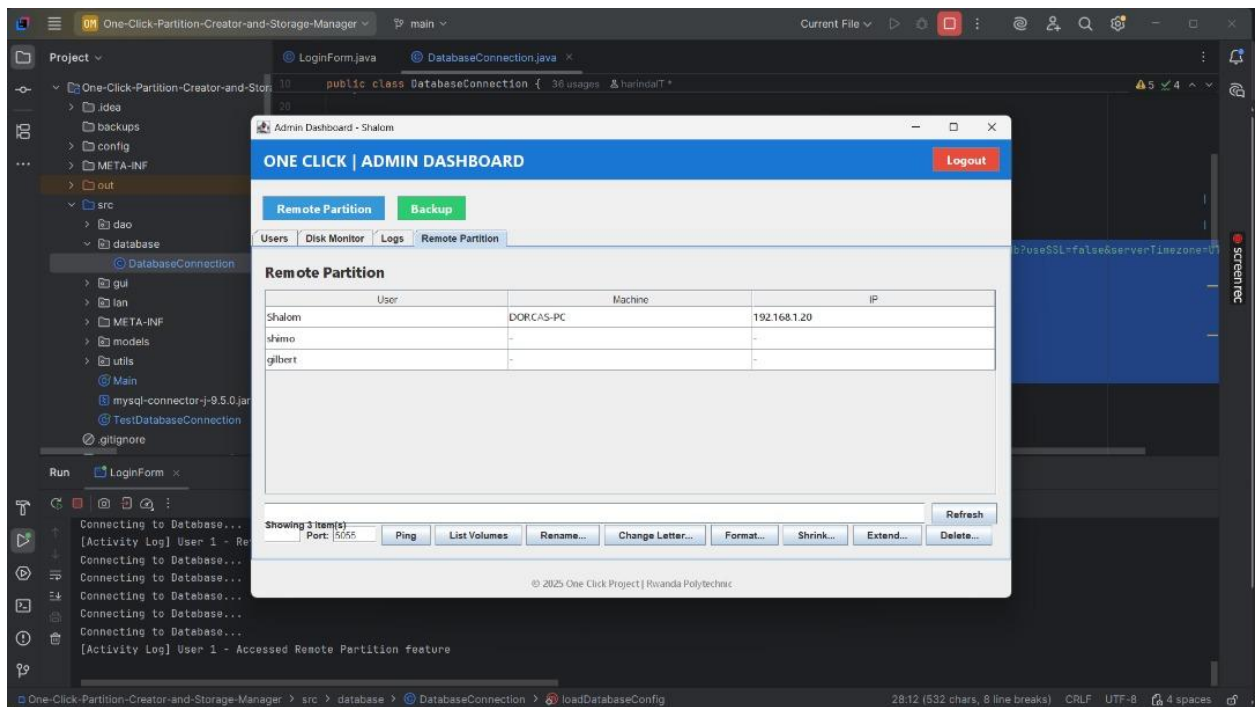 One-Click-Partition-Creator-and-Storage-Manager
main
Current File
Project
LoginForm.java
DatabaseConnection.java
One-Click-Partition-Creator-and-Stor
10 public class DatabaseConnection { 36 usages harindaIT *
5 4
.idea
20
backups
config
META-INF
out
src
dao
database
DatabaseConnection
gui
lan
META-INF
models
utils
Main
mysql-connector-j-9.5.0.jar
TestDatabaseConnection
.gitignore
b?useSSL=false&serverTimezone=UT
screenrec
Admin Dashboard - Shalom
ONE CLICK | ADMIN DASHBOARD
Logout
Remote Partition Backup
Users Disk Monitor Logs Remote Partition
Remote Partition
User Machine IP
Shalom DORCAS-PC 192.168.1.20
shimo - -
gilbert - -
Refresh
Showing 3 item(s)
Port: 5055 Ping List Volumes Rename... Change Letter... Format... Shrink... Extend... Delete...
© 2025 One Click Project | Rwanda Polytechnic
Run LoginForm
Connecting to Database...
[Activity Log] User 1 - Re
Connecting to Database...
Connecting to Database...
Connecting to Database...
Connecting to Database...
Connecting to Database...
[Activity Log] User 1 - Accessed Remote Partition feature
One-Click-Partition-Creator-and-Storage-Manager > src > database > DatabaseConnection > loadDatabaseConfig
28:12 (532 chars, 8 line breaks) CRLF UTF-8 4 spaces